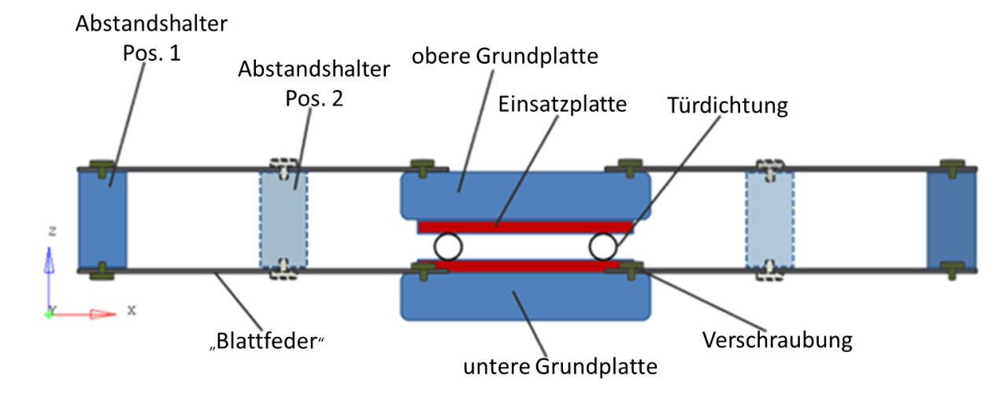 Abstandshalter
Pos. 1
Abstandshalter
Pos. 2
obere Grundplatte
Einsatzplatte
Türdichtung
z
Y
X
„Blattfeder“
Verschraubung
untere Grundplatte